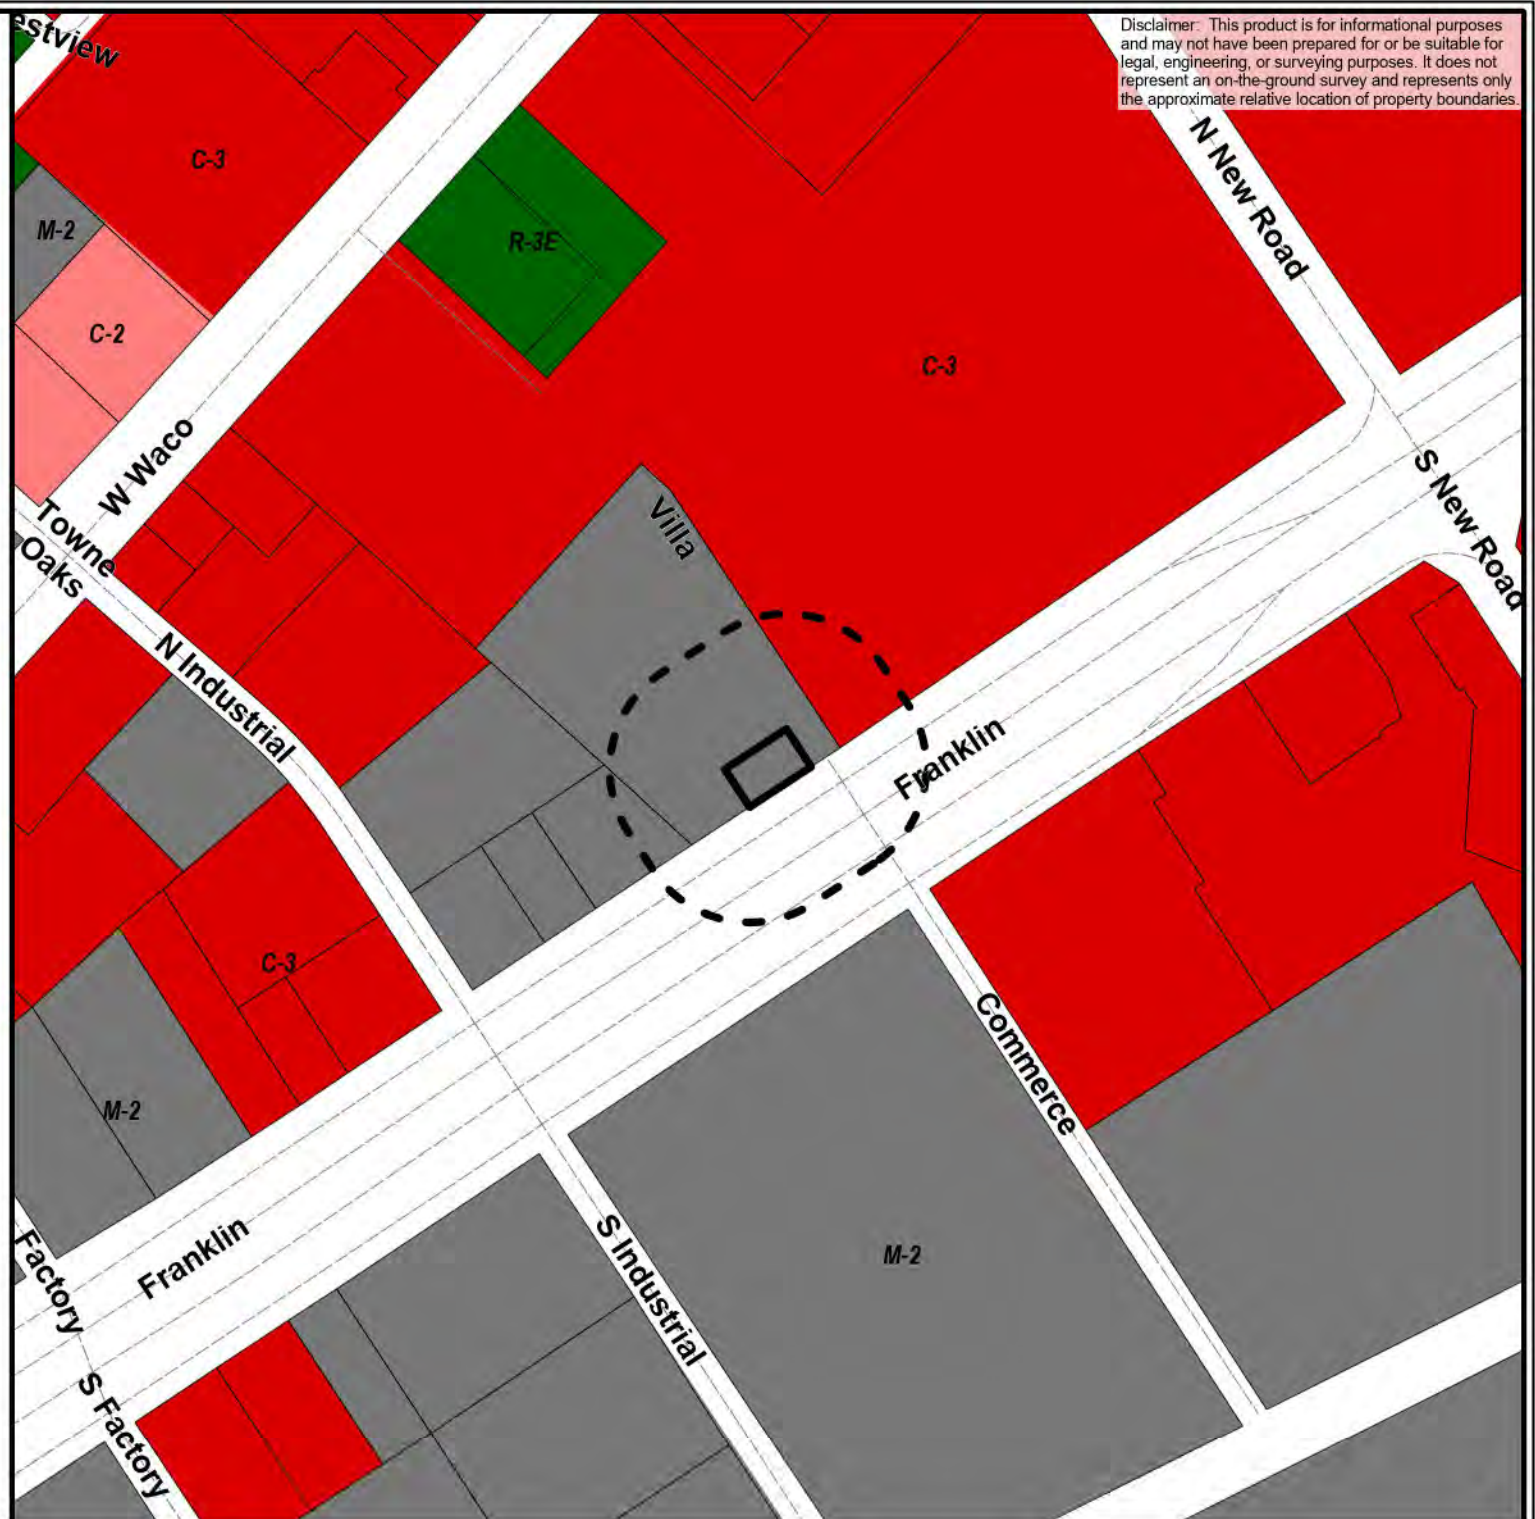 estview
Disclaimer: This product is for informational purposes
and may not have been prepared for or be suitable for
legal, engineering, or surveying purposes. It does not
represent an on-the-ground survey and represents only
the approximate relative location of property boundaries.
C-3
N New Road
M-2
R-3E
C-2
C-3
W Waco
S New Road
Villa
Towne
Oaks
N Industrial
Franklin
C-3
Commerce
M-2
Franklin
Factory
S Industrial
M-2
S Factory